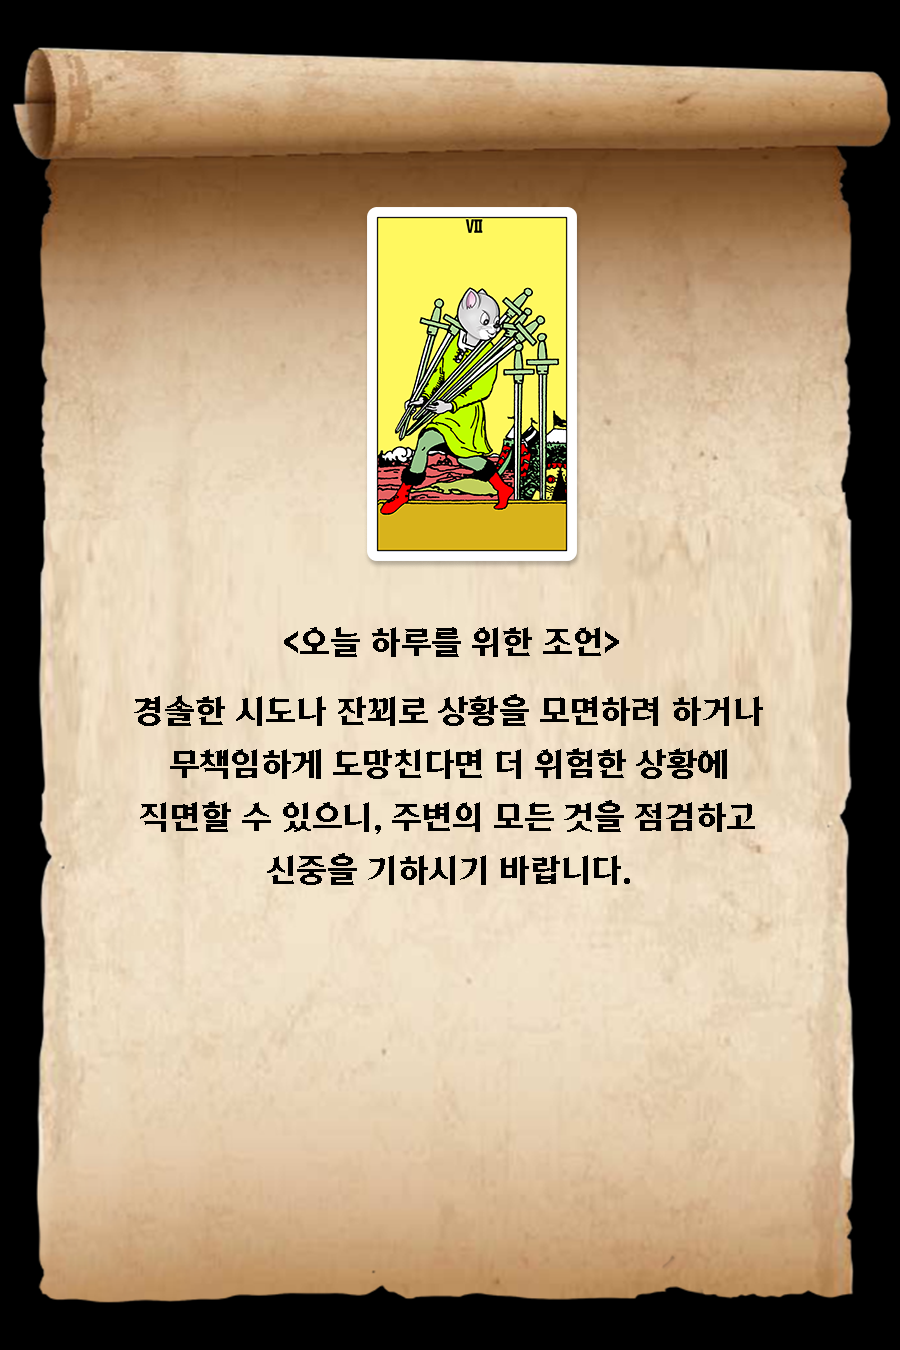 VII
<오늘 하루를 위한 조언>
경솔한 시도나 잔꾀로 상황을 모면하려 하거나
무책임하게 도망친다면 더 위험한 상황에
직면할 수 있으니, 주변의 모든 것을 점검하고
신중을 기하시기 바랍니다.